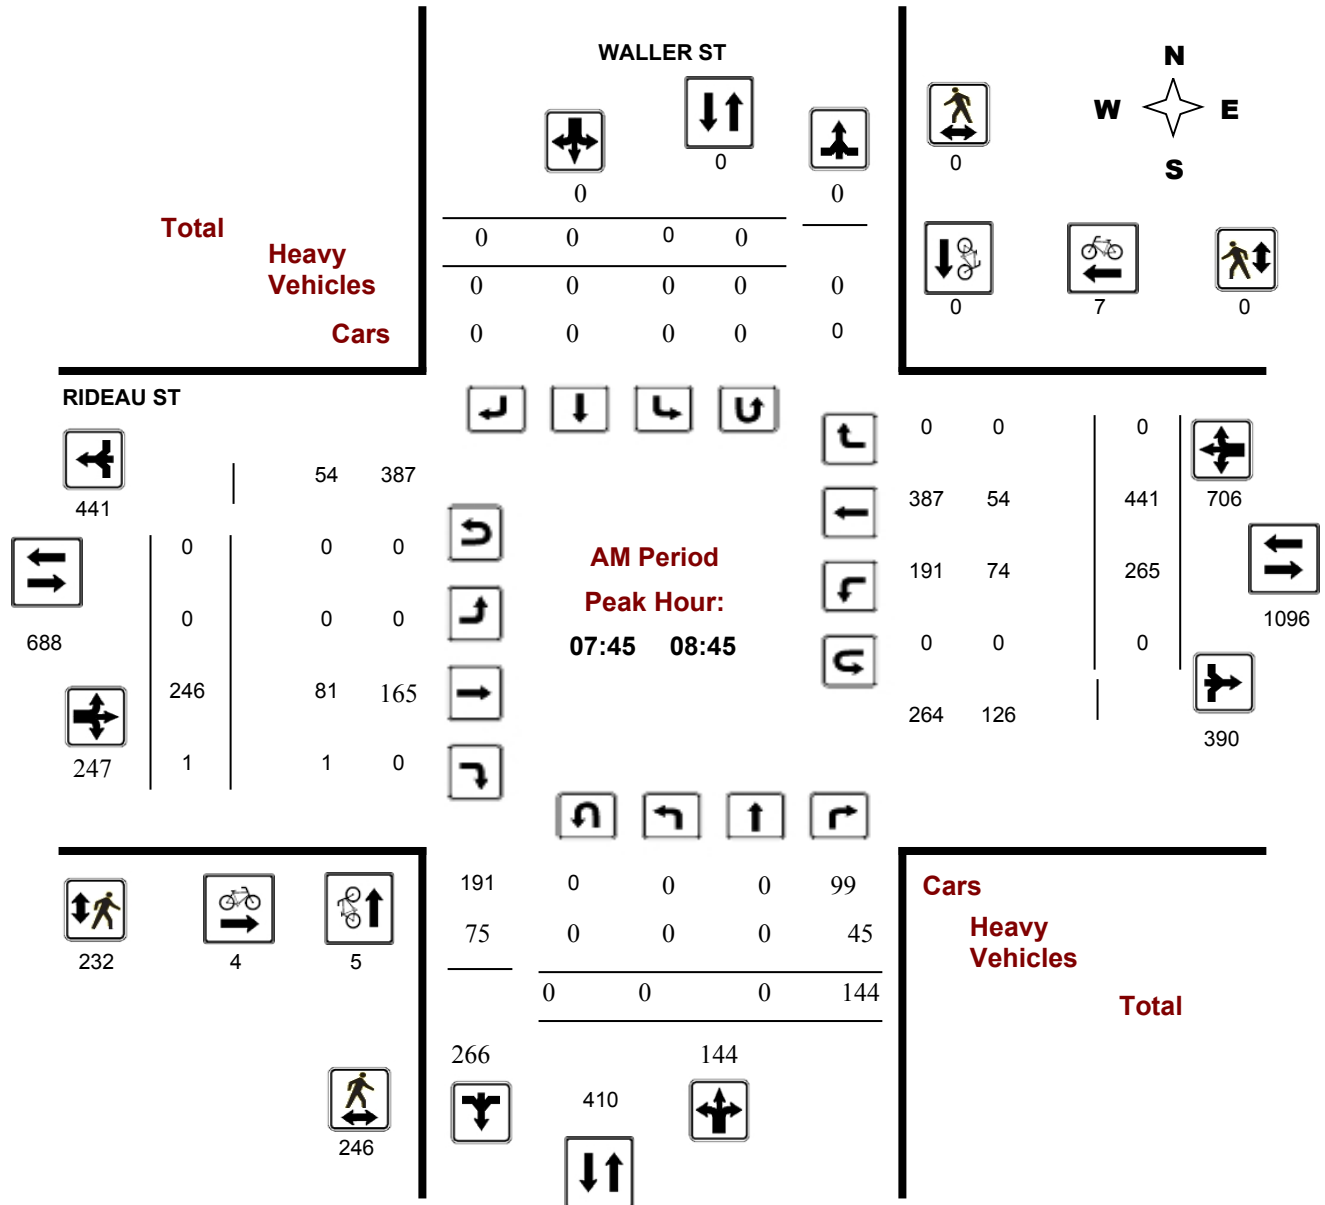 WALLER ST
N
W E
S
0
0
0 0
0
Total
0 0 0 0
Heavy
Vehicles
0 0 0 0 0
0 7 0
Cars
0 0 0 0 0
RIDEAU ST
0 0 0
54 387
441
387 54 441 706
0 0 0
AM Period
191 74 265
0 0 0
Peak Hour:
1096
688
07:45 08:45
0 0 0
246 81 165
264 126
390
247 1 1 0
191 0 0 0 99
Cars
75 0 0 0 45
Heavy
Vehicles
232 4 5
0 0 0 144
Total
266 144
410
246